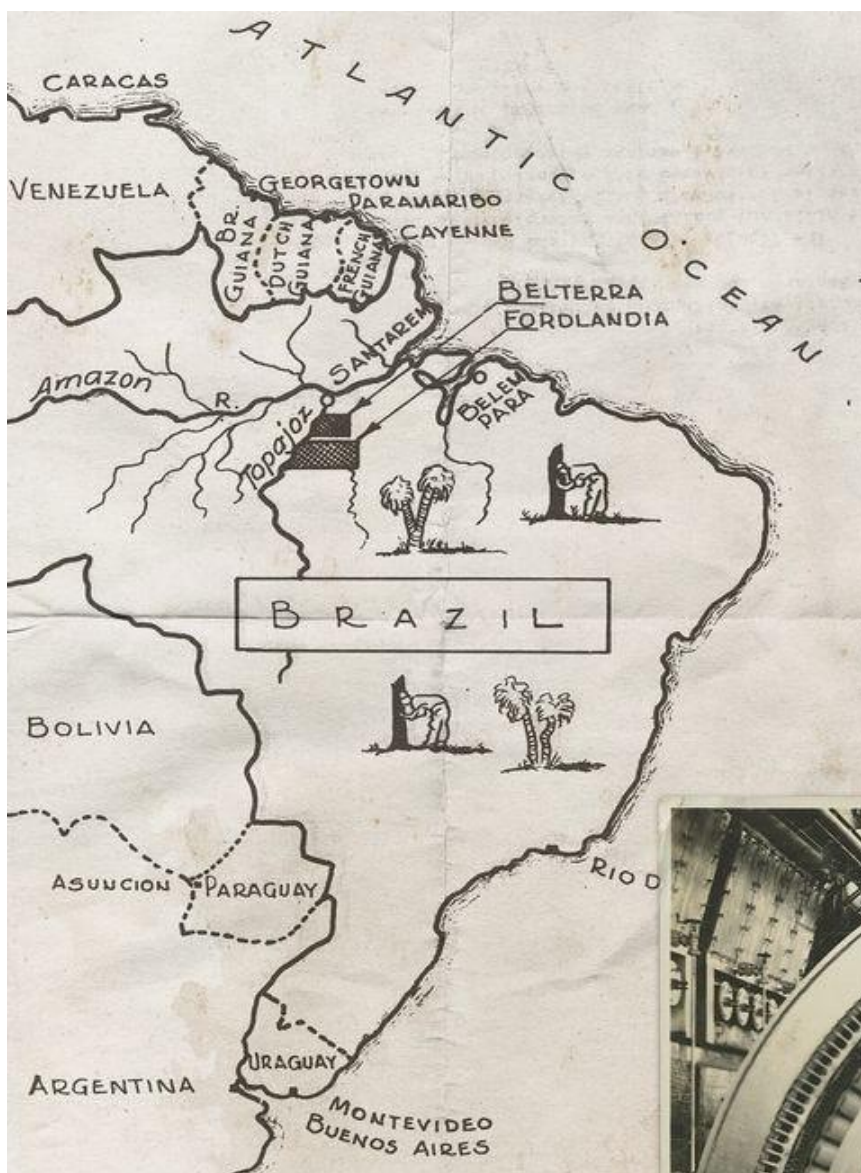 ATLANTIC OCEAN
CARACAS
VENEZUELA
GEORGETOWN
PARAMARIBO
CAYENNE
BR. GUIANA
DUTCH GUIANA
FRENCH GUIANA
BELTERRA
FORDLANDIA
SANTAREM
Amazon R.
Topajoz
BELEM
PARA
BRAZIL
BOLIVIA
ASUNCION
PARAGUAY
RIO D
URAGUAY
ARGENTINA
MONTEVIDEO
BUENOS AIRES